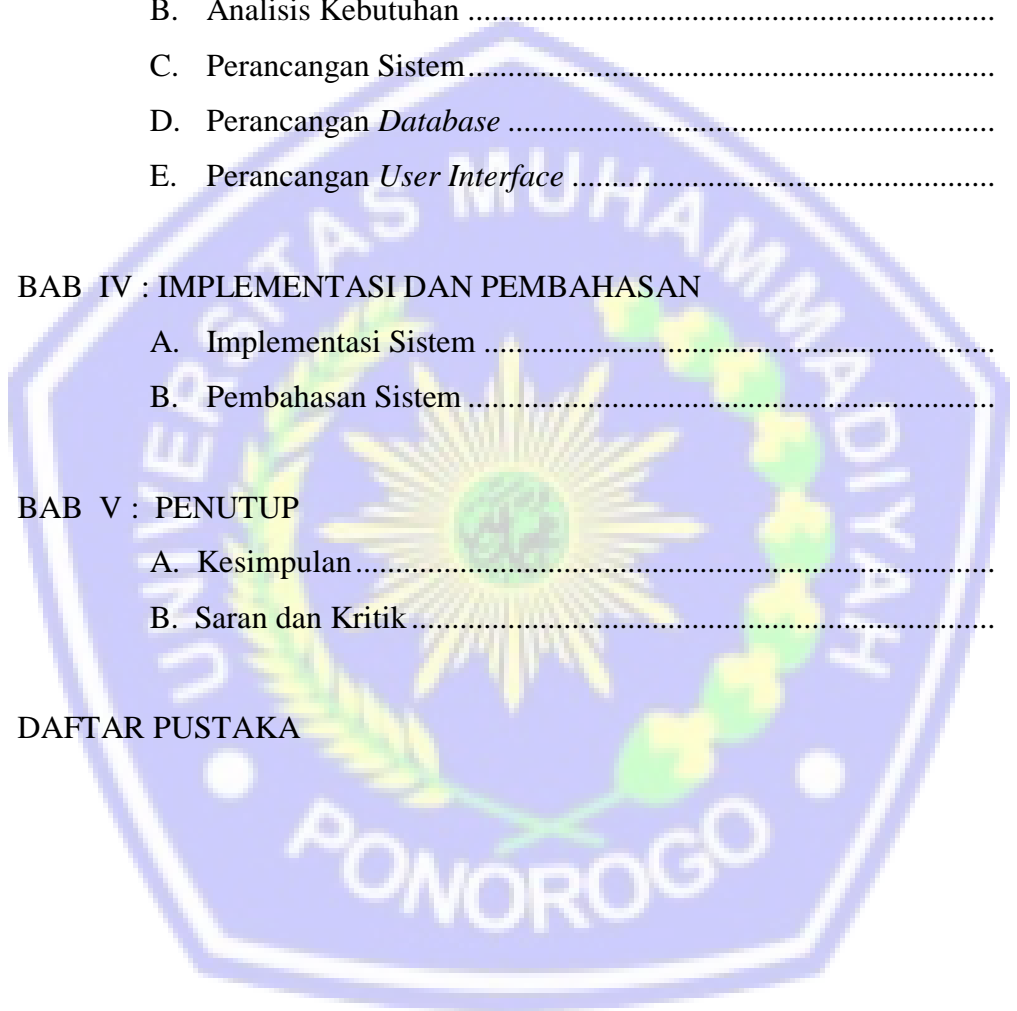 B. Analisis Kebutuhan ..................................................................
C. Perancangan Sistem..................................................................
D. Perancangan Database .............................................................
E. Perancangan User Interface .....................................................
BAB IV : IMPLEMENTASI DAN PEMBAHASAN
A. Implementasi Sistem ................................................................
B. Pembahasan Sistem ..................................................................
BAB V : PENUTUP
A. Kesimpulan................................................................................
B. Saran dan Kritik.........................................................................
DAFTAR PUSTAKA
UNIVERSITAS MUHAMMADIYAH
PONOROGO